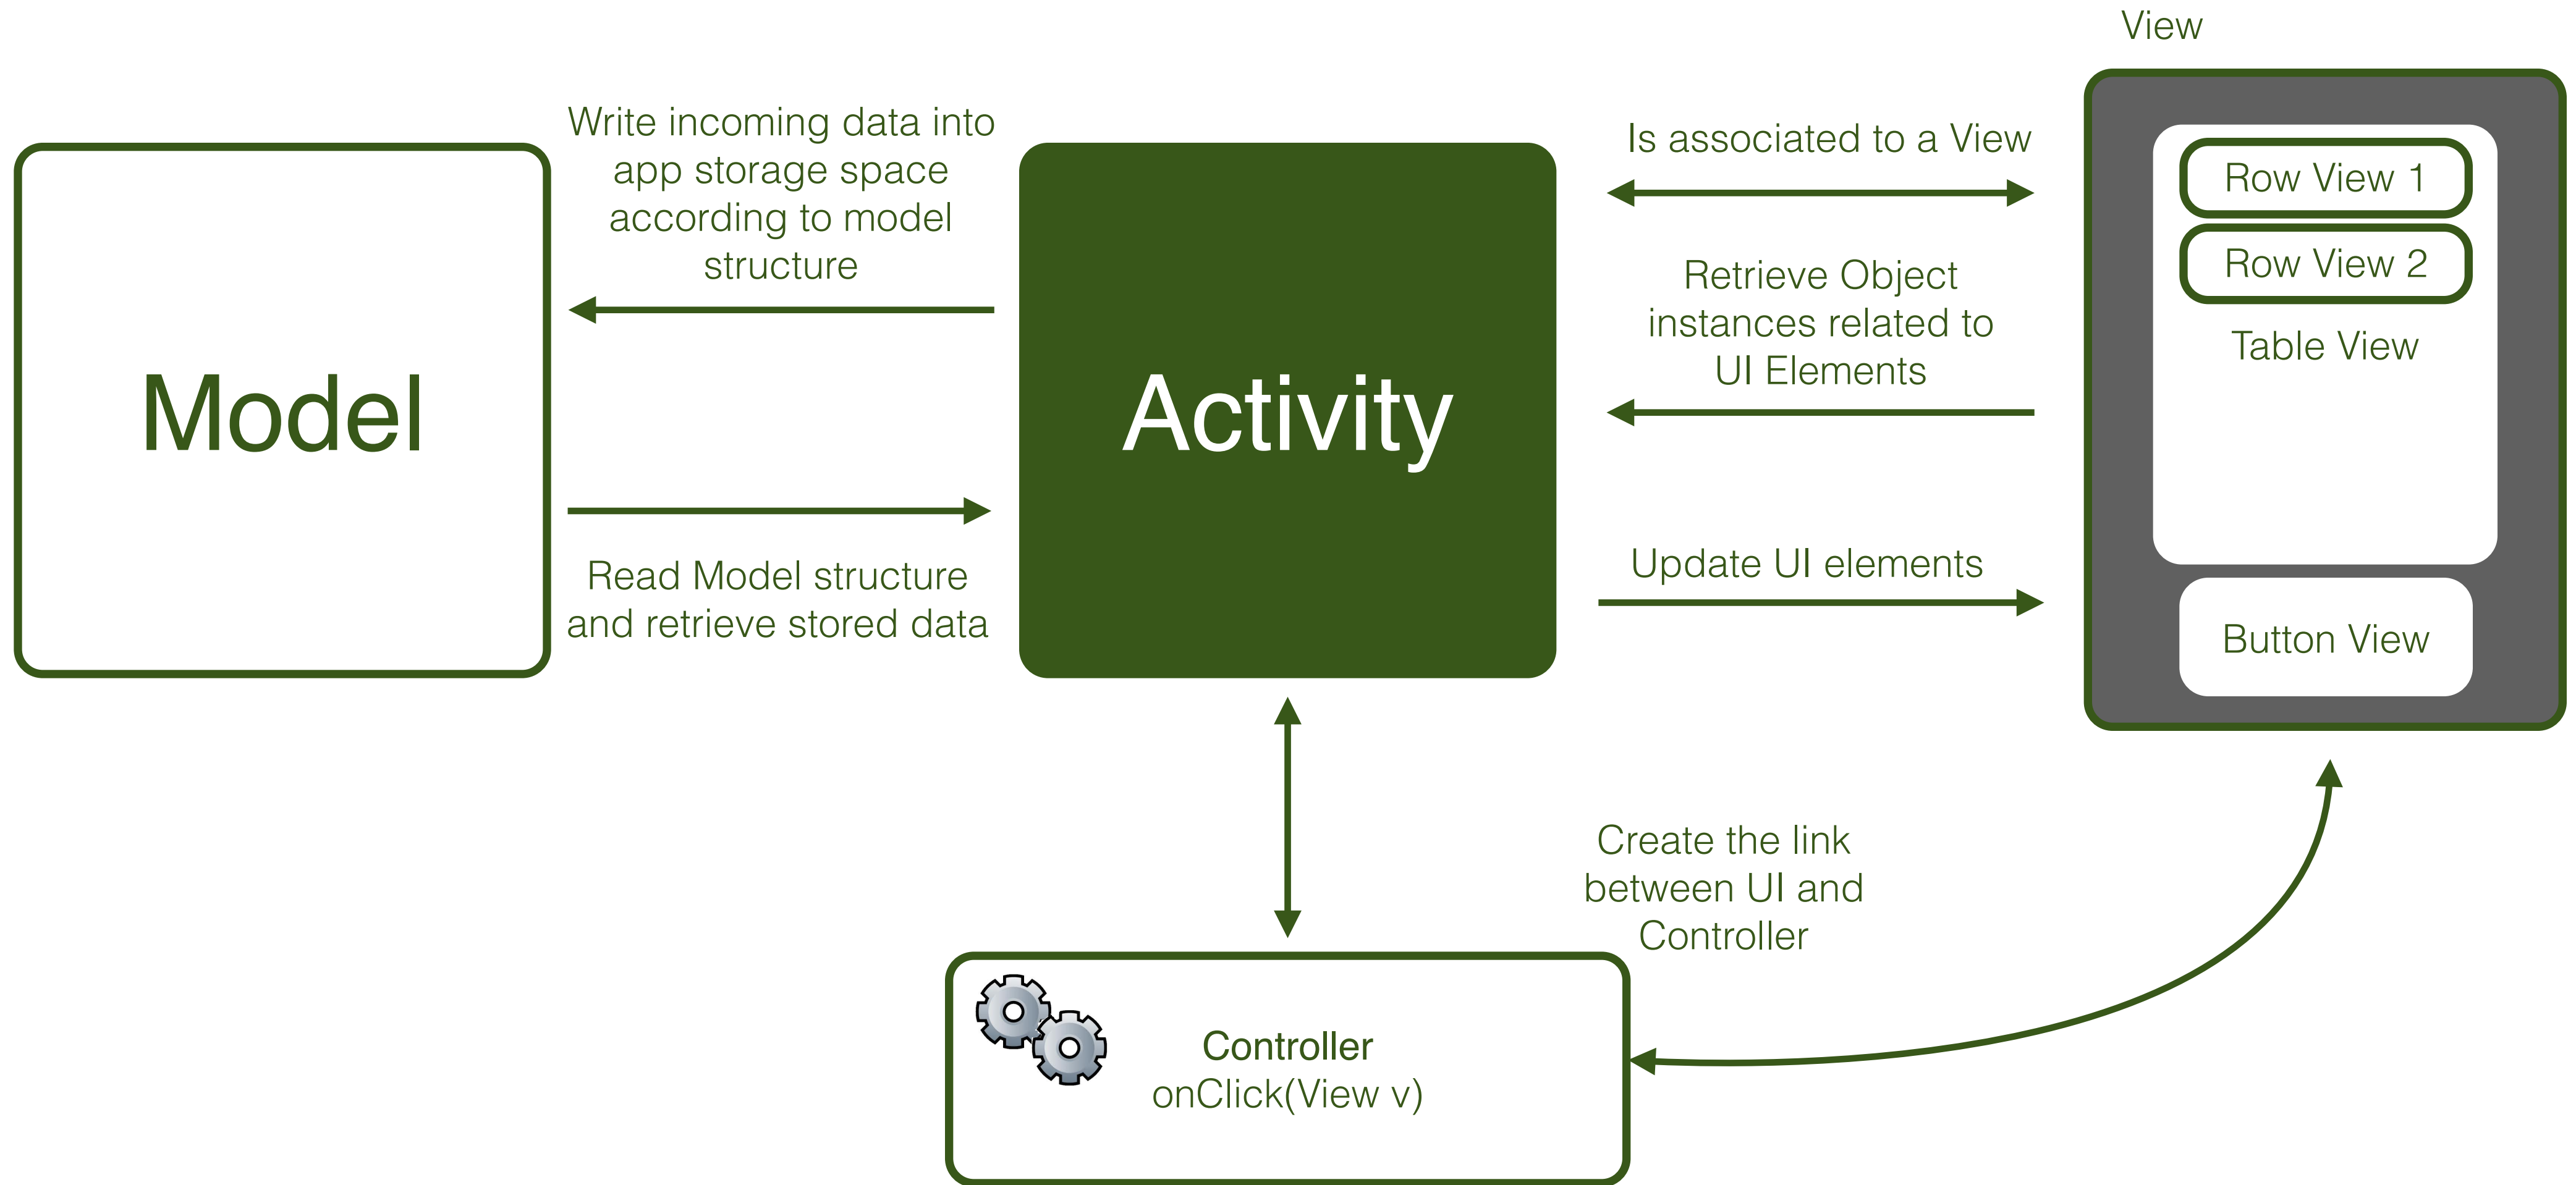 View
Write incoming data into
app storage space
according to model
structure
Is associated to a View
Row View 1
Row View 2
Retrieve Object
instances related to
UI Elements
Table View
Model
Activity
Read Model structure
and retrieve stored data
Update UI elements
Button View
Create the link
between UI and
Controller
Controller
onClick(View v)